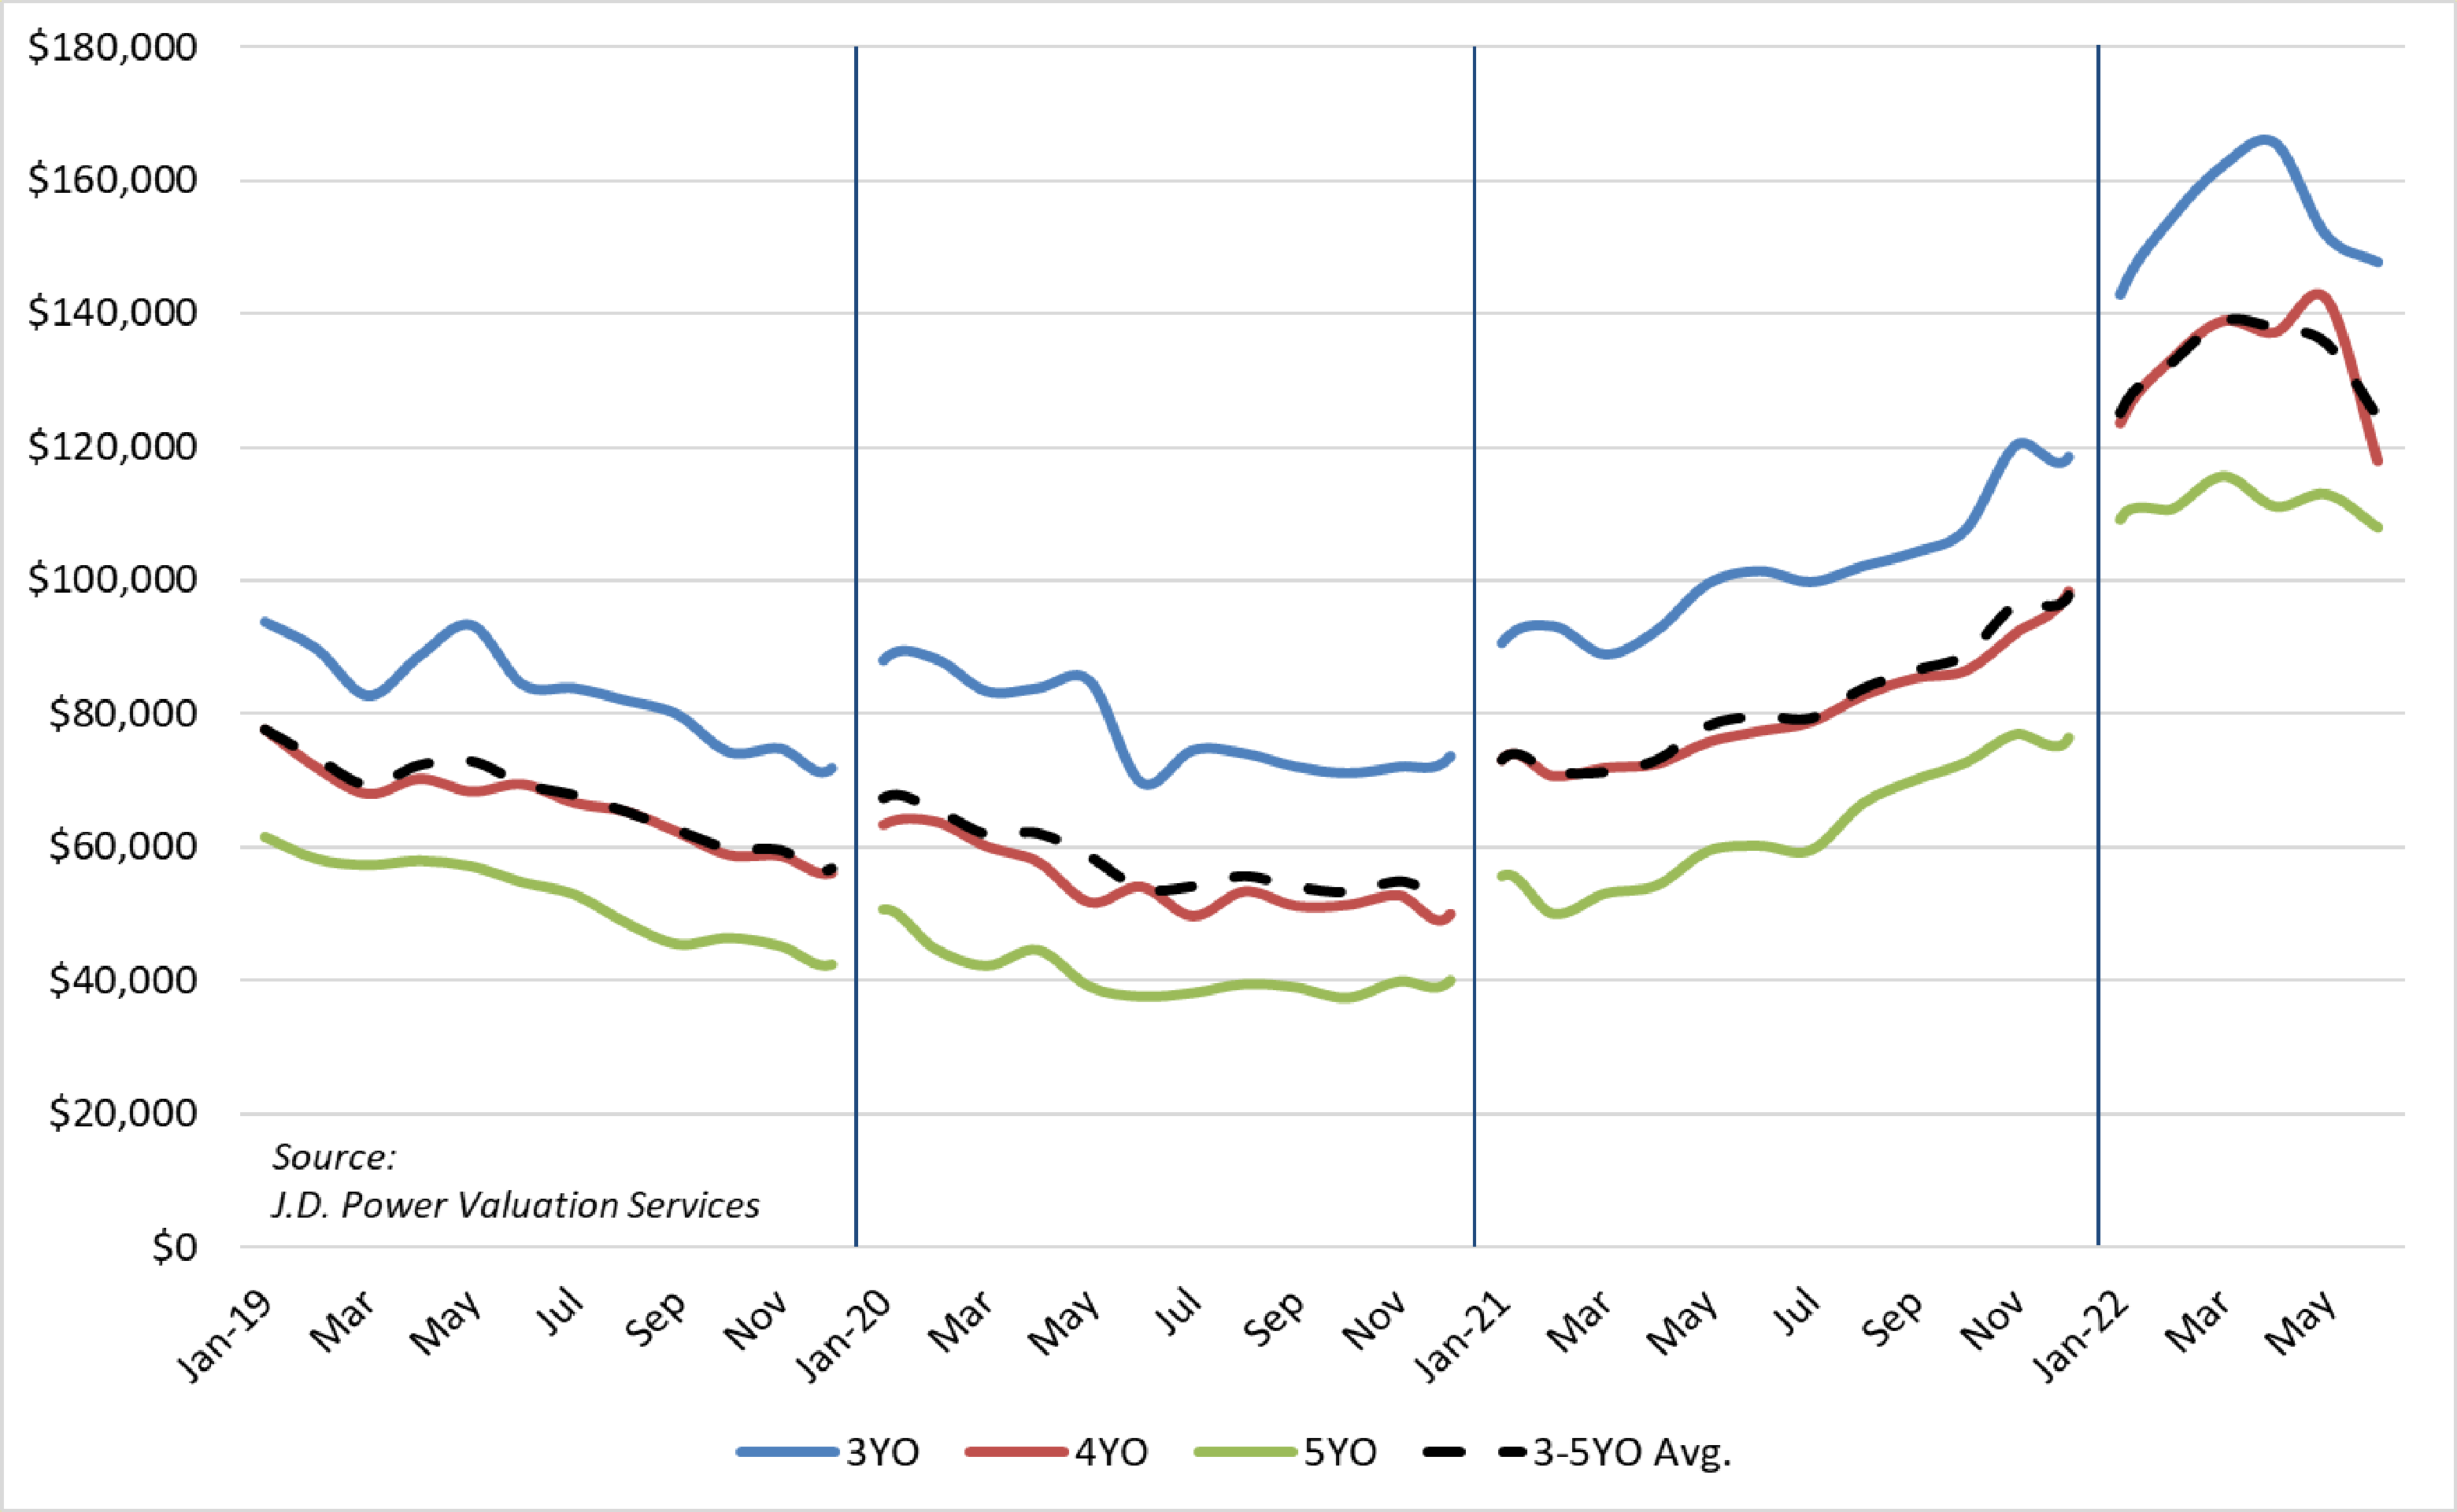 $180,000
$160,000
$140,000
$120,000
$100,000
$80,000
$60,000
$40,000
$20,000
$0
Source:
J.D. Power Valuation Services
Jan-19 Mar May Jul Sep Nov Jan-20 Mar May Jul Sep Nov Jan-21 Mar May Jul Sep Nov Jan-22 Mar May
3YO 4YO 5YO 3-5YO Avg.